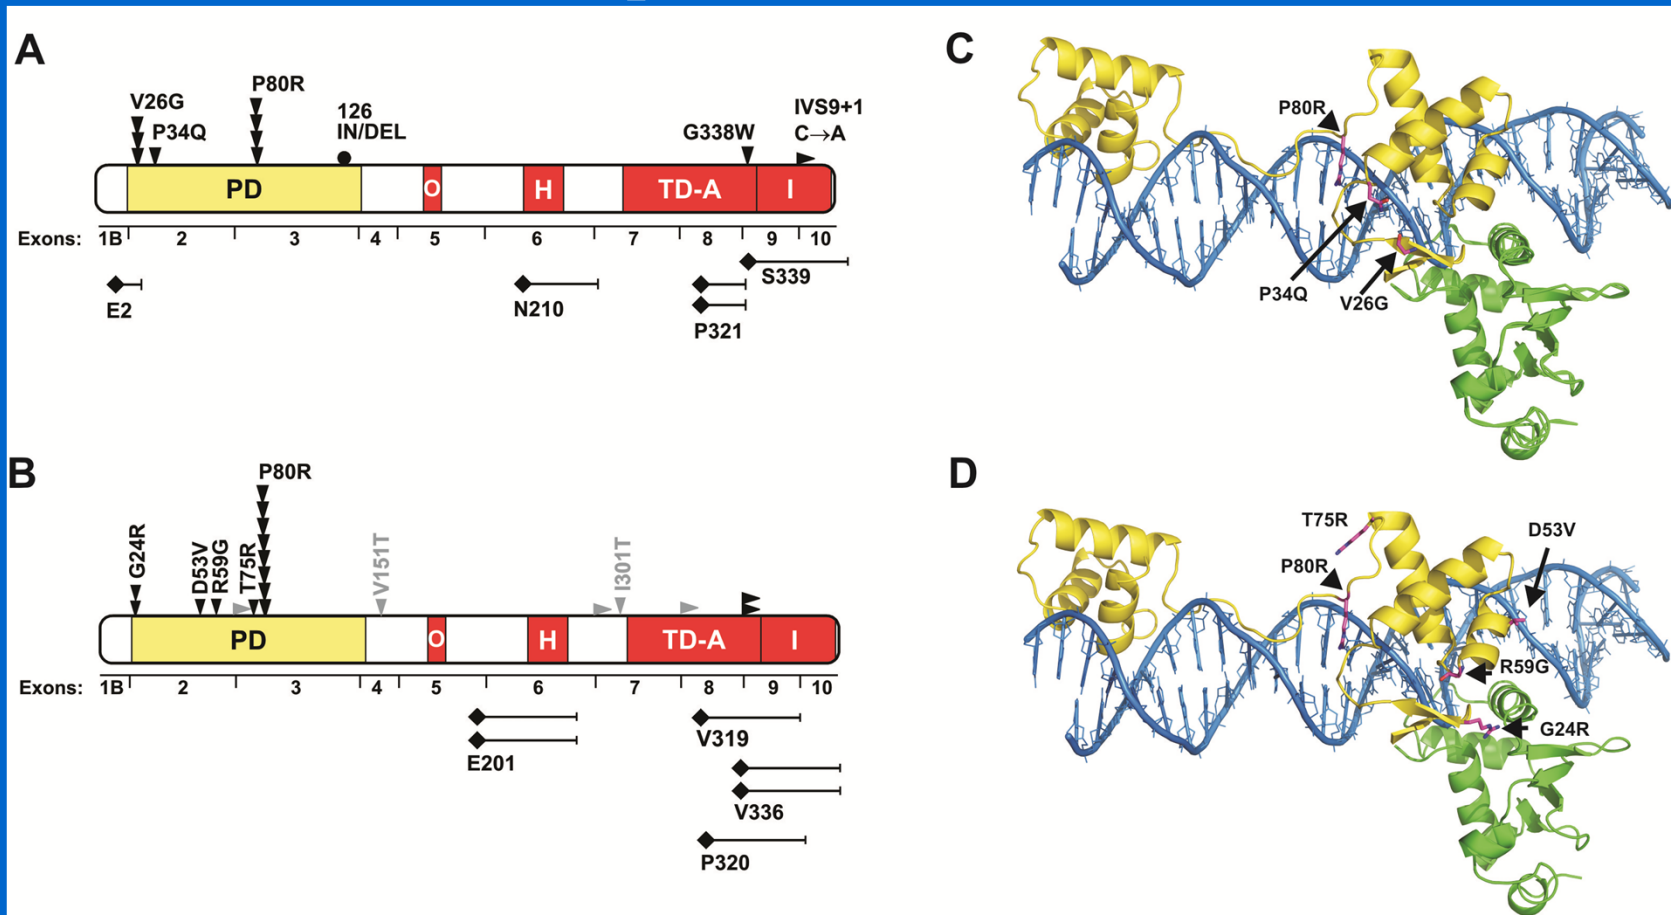 A
V26G
P34Q
P80R
126
IN/DEL
G338W
IVS9+1
C→A
PD
O
H
TD-A
I
Exons: 1B 2 3 4 5 6 7 8 9 10
E2
N210
P321
S339
B
G24R
D53V
R59G
T75R
P80R
V151T
I301T
PD
O
H
TD-A
I
Exons: 1B 2 3 4 5 6 7 8 9 10
E201
V319
V336
P320
C
P80R
P34Q
V26G
D
T75R
P80R
D53V
R59G
G24R